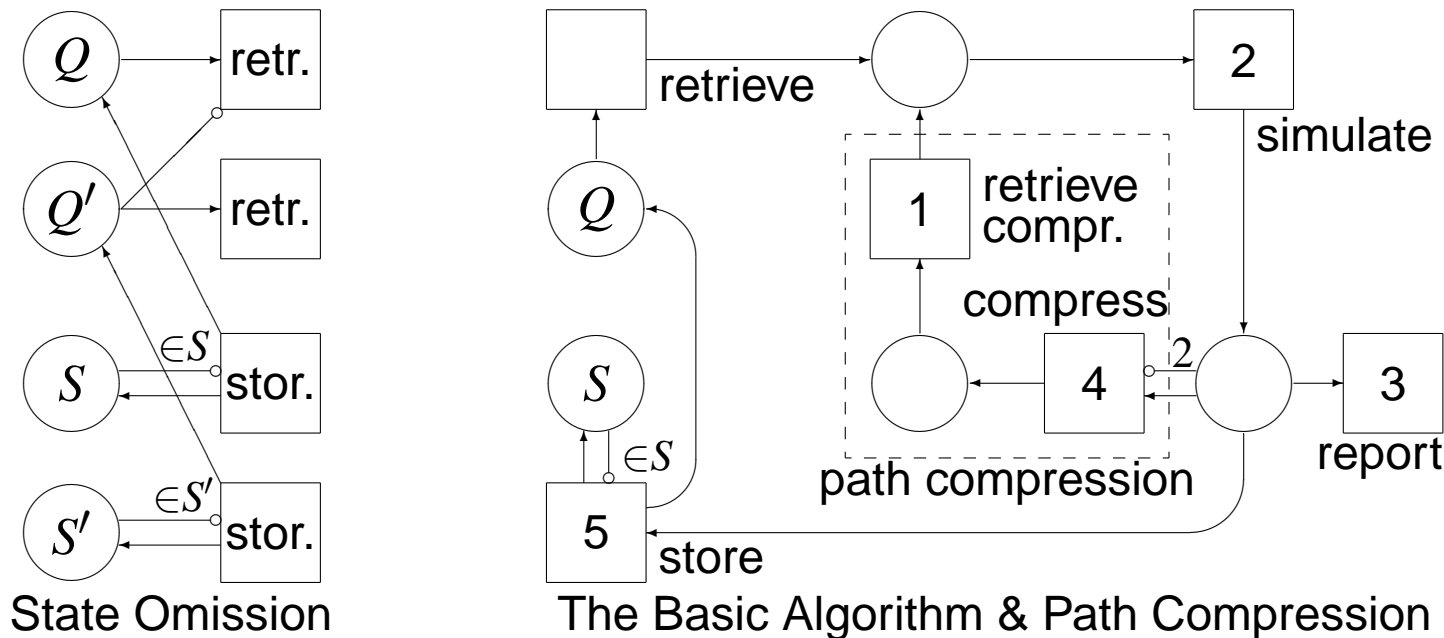 Q
retr.
Q′
retr.
∈S
S
stor.
∈S′
S′
stor.
State Omission
retrieve
2
simulate
Q
1
retrieve
compr.
compress
S
4
2
3
report
∈S
path compression
5
store
The Basic Algorithm & Path Compression